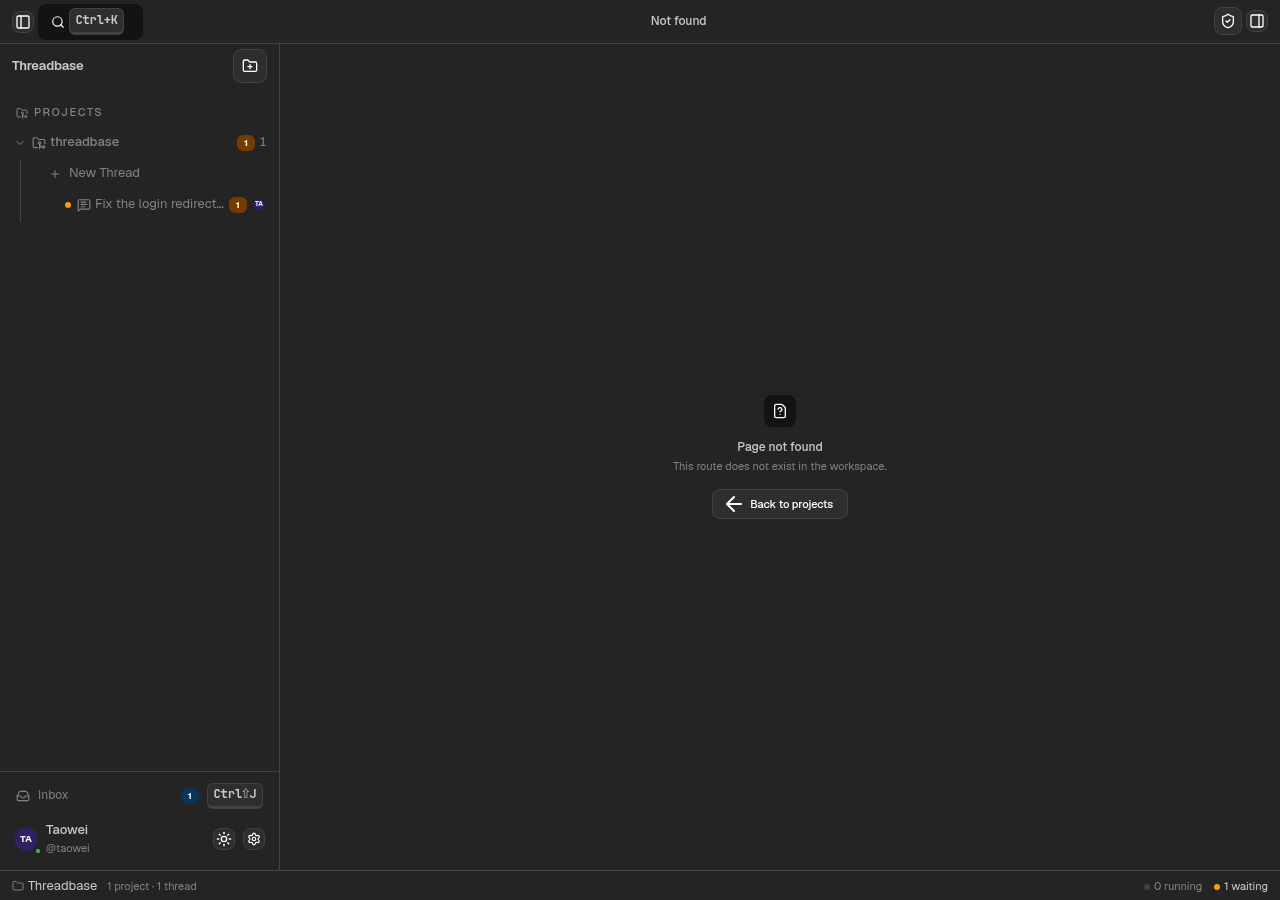 Ctrl+K
Not found
Threadbase
PROJECTS
threadbase 1 1
New Thread
Fix the login redirect... 1 TA
Page not found
This route does not exist in the workspace.
Back to projects
Inbox 1 Ctrl⇧J
TA Taowei
@taowei
Threadbase 1 project · 1 thread 0 running 1 waiting